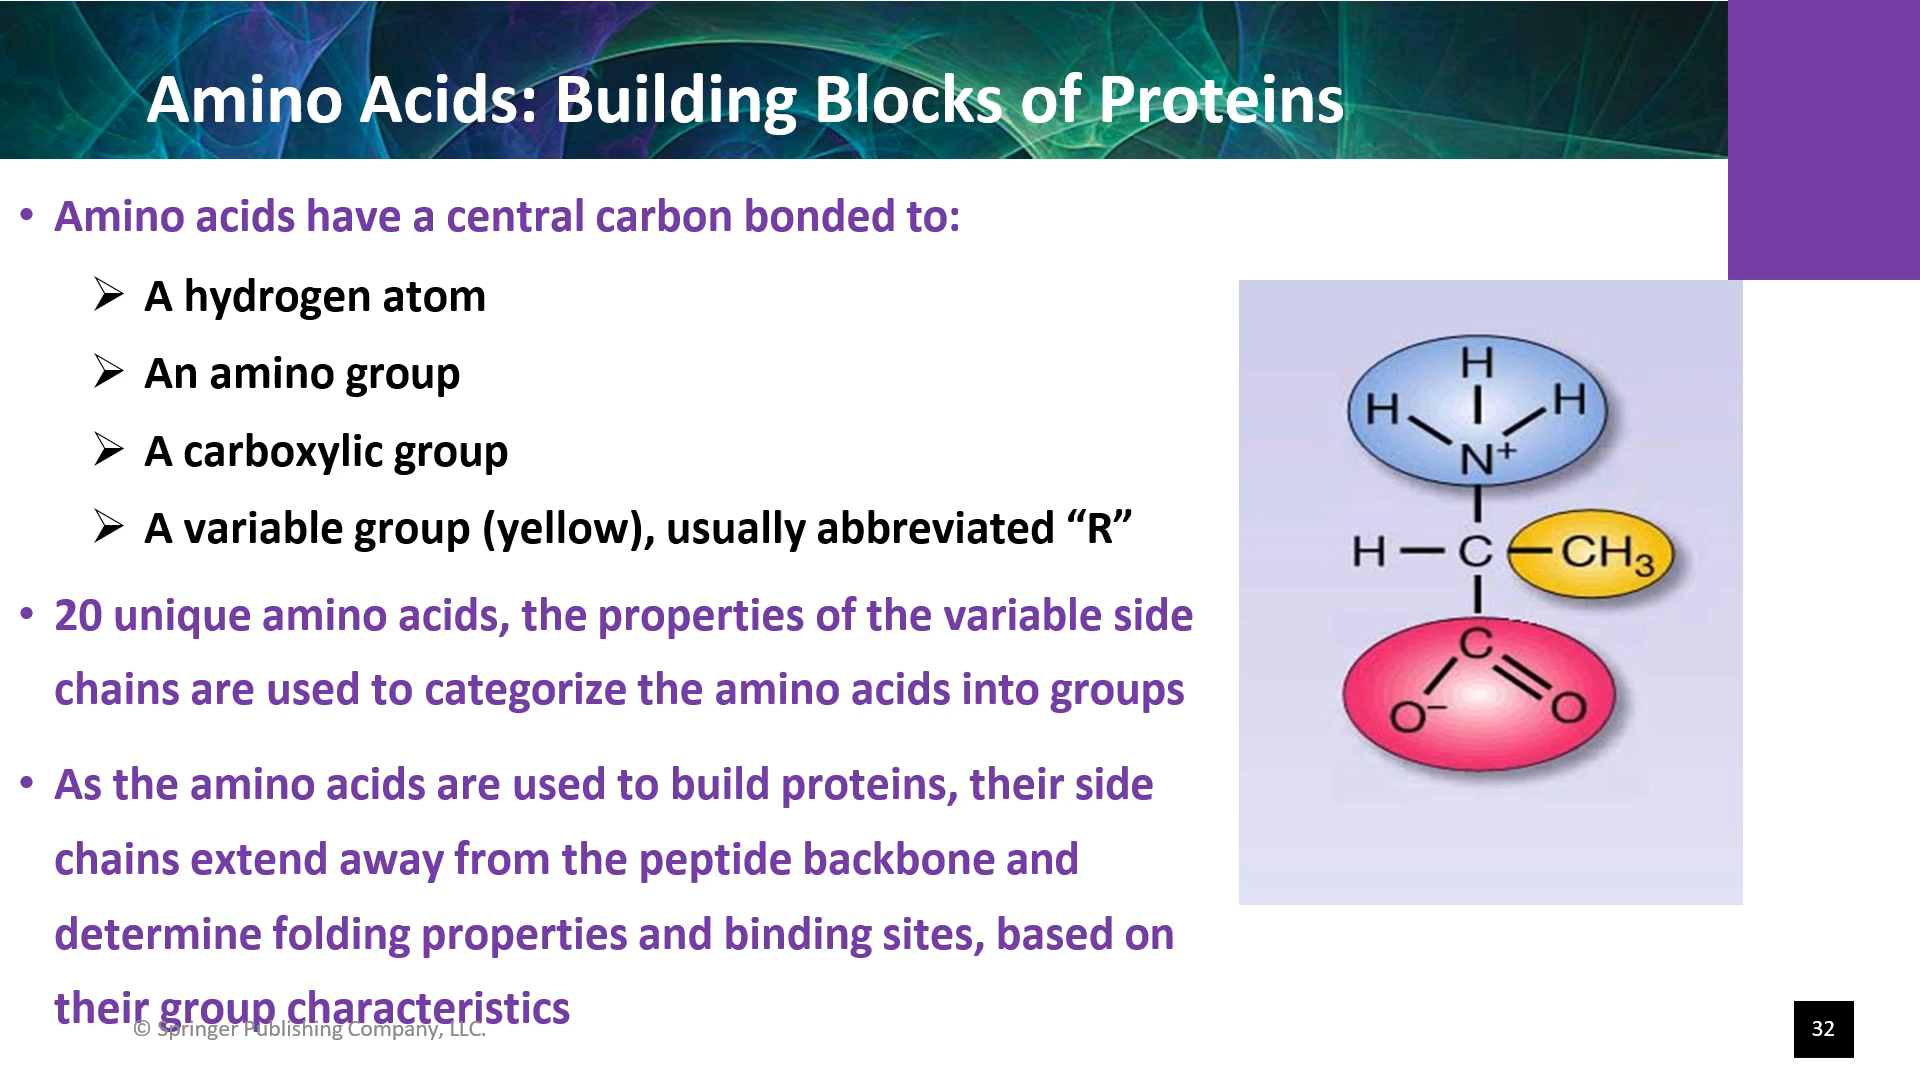 Amino Acids: Building Blocks of Proteins
• Amino acids have a central carbon bonded to:
➢ A hydrogen atom
➢ An amino group
➢ A carboxylic group
➢ A variable group (yellow), usually abbreviated “R”
• 20 unique amino acids, the properties of the variable side
chains are used to categorize the amino acids into groups
• As the amino acids are used to build proteins, their side
chains extend away from the peptide backbone and
determine folding properties and binding sites, based on
their group characteristics
H
H H
N⁺
H — C — CH₃
C
O⁻ O
© Springer Publishing Company, LLC.
32